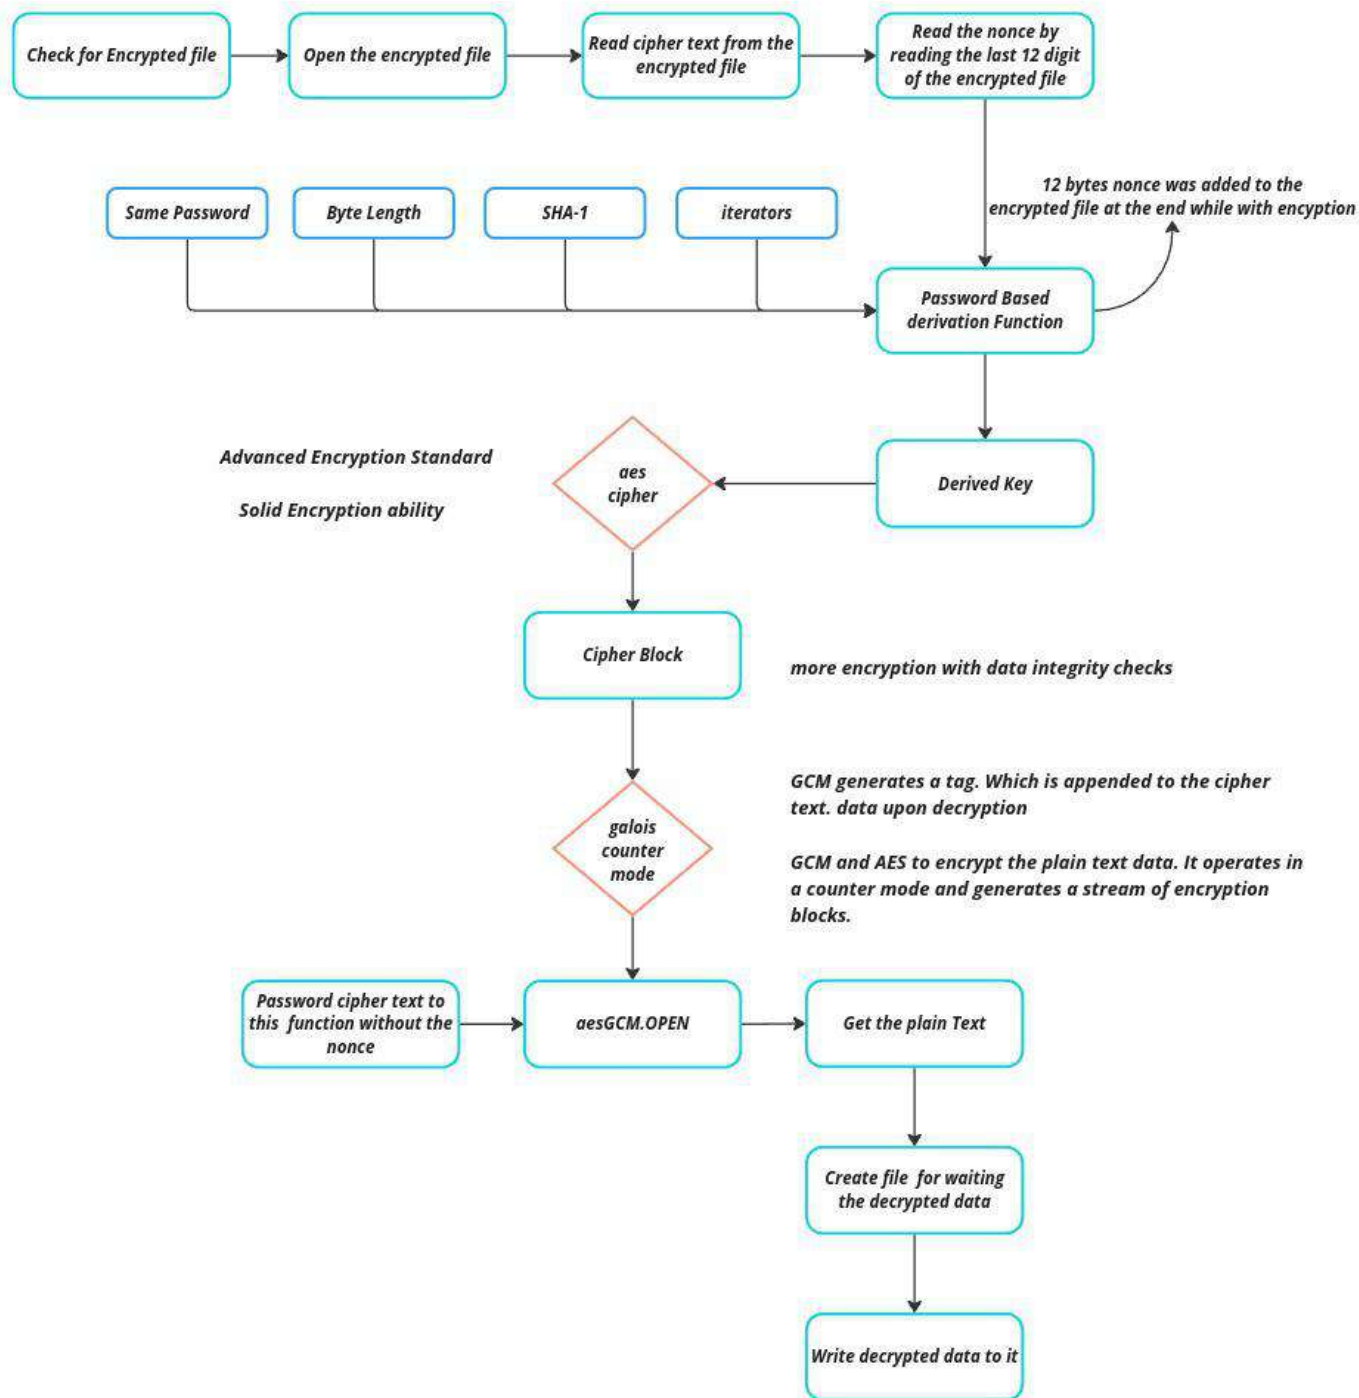 Check for Encrypted file
Open the encrypted file
Read cipher text from the
encrypted file
Read the nonce by
reading the last 12 digit
of the encrypted file
12 bytes nonce was added to the
encrypted file at the end while with encyption
Same Password
Byte Length
SHA-1
iterators
Password Based
derivation Function
Advanced Encryption Standard
Solid Encryption ability
aes
cipher
Derived Key
Cipher Block
more encryption with data integrity checks
GCM generates a tag. Which is appended to the cipher
text. data upon decryption
galois
counter
mode
GCM and AES to encrypt the plain text data. It operates in
a counter mode and generates a stream of encryption
blocks.
Password cipher text to
this function without the
nonce
aesGCM.OPEN
Get the plain Text
Create file for waiting
the decrypted data
Write decrypted data to it